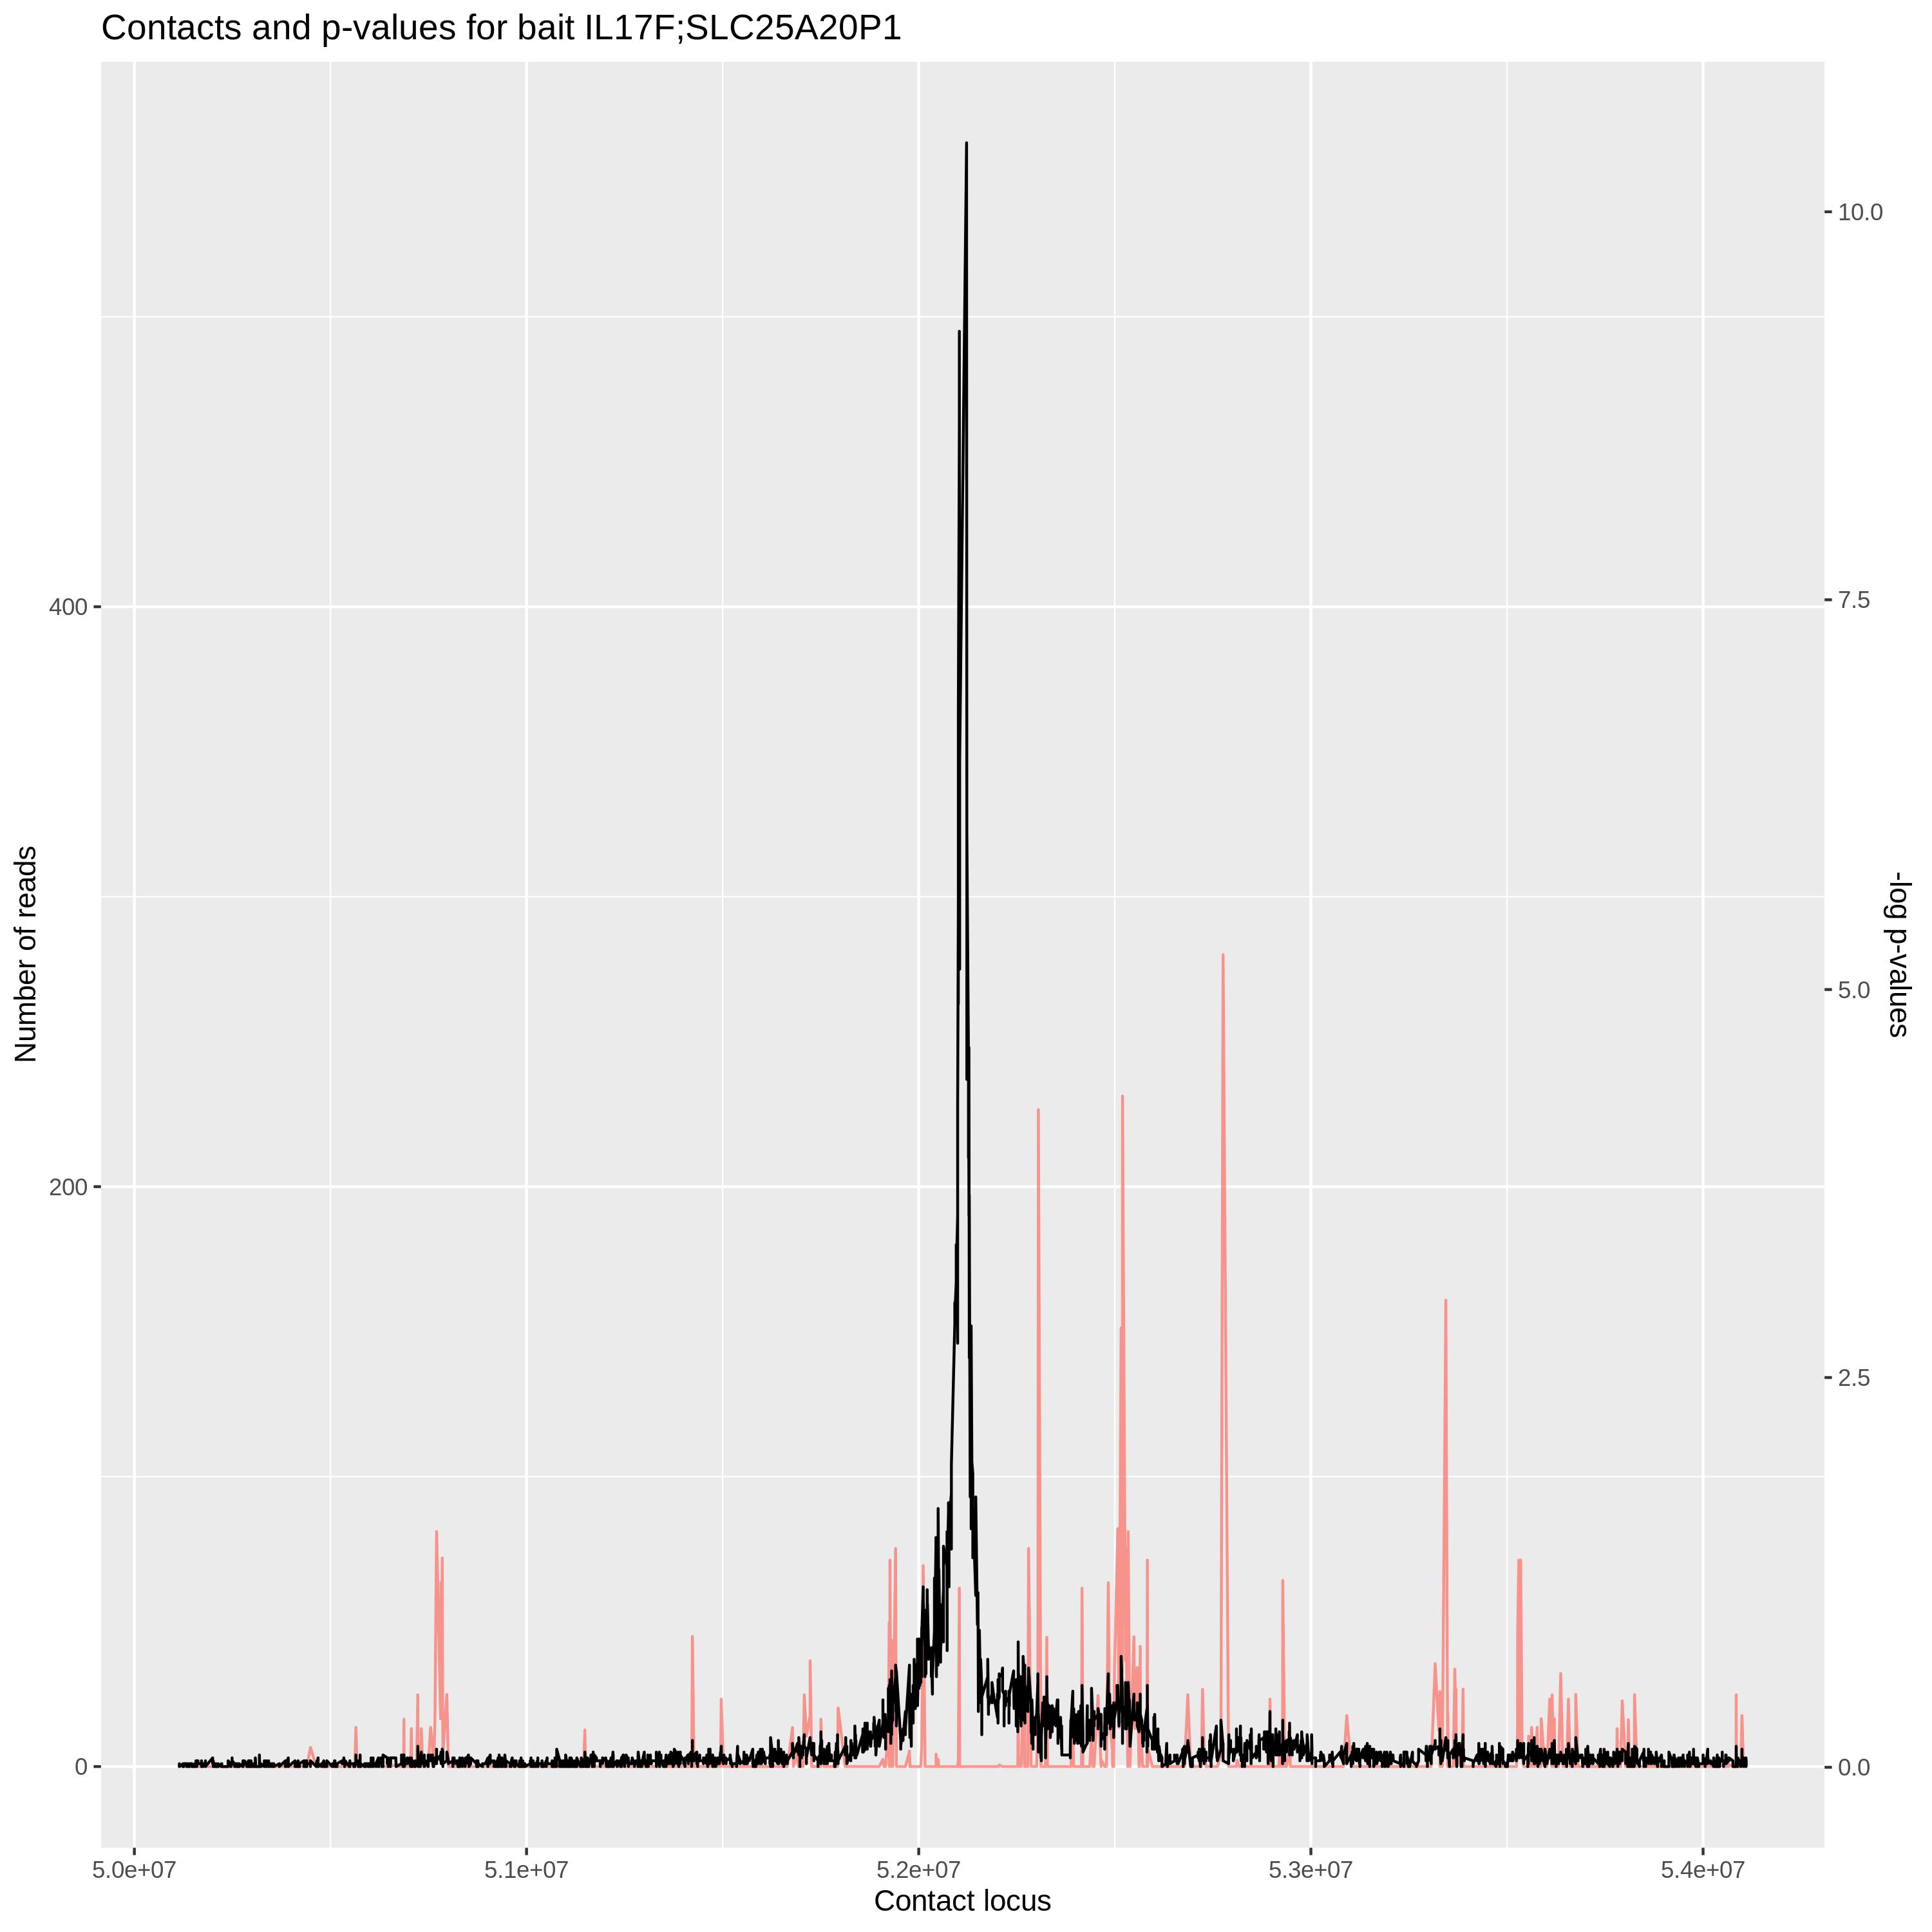 Contacts and p-values for bait IL17F;SLC25A20P1
Number of reads
400
200
0
10.0
7.5
5.0
2.5
0.0
-log p-values
5.0e+07
5.1e+07
5.2e+07
5.3e+07
5.4e+07
Contact locus